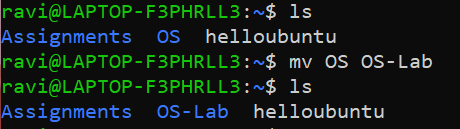 ravi@LAPTOP-F3PHRLL3:~$ ls
Assignments  OS  helloubuntu
ravi@LAPTOP-F3PHRLL3:~$ mv OS OS-Lab
ravi@LAPTOP-F3PHRLL3:~$ ls
Assignments  OS-Lab  helloubuntu